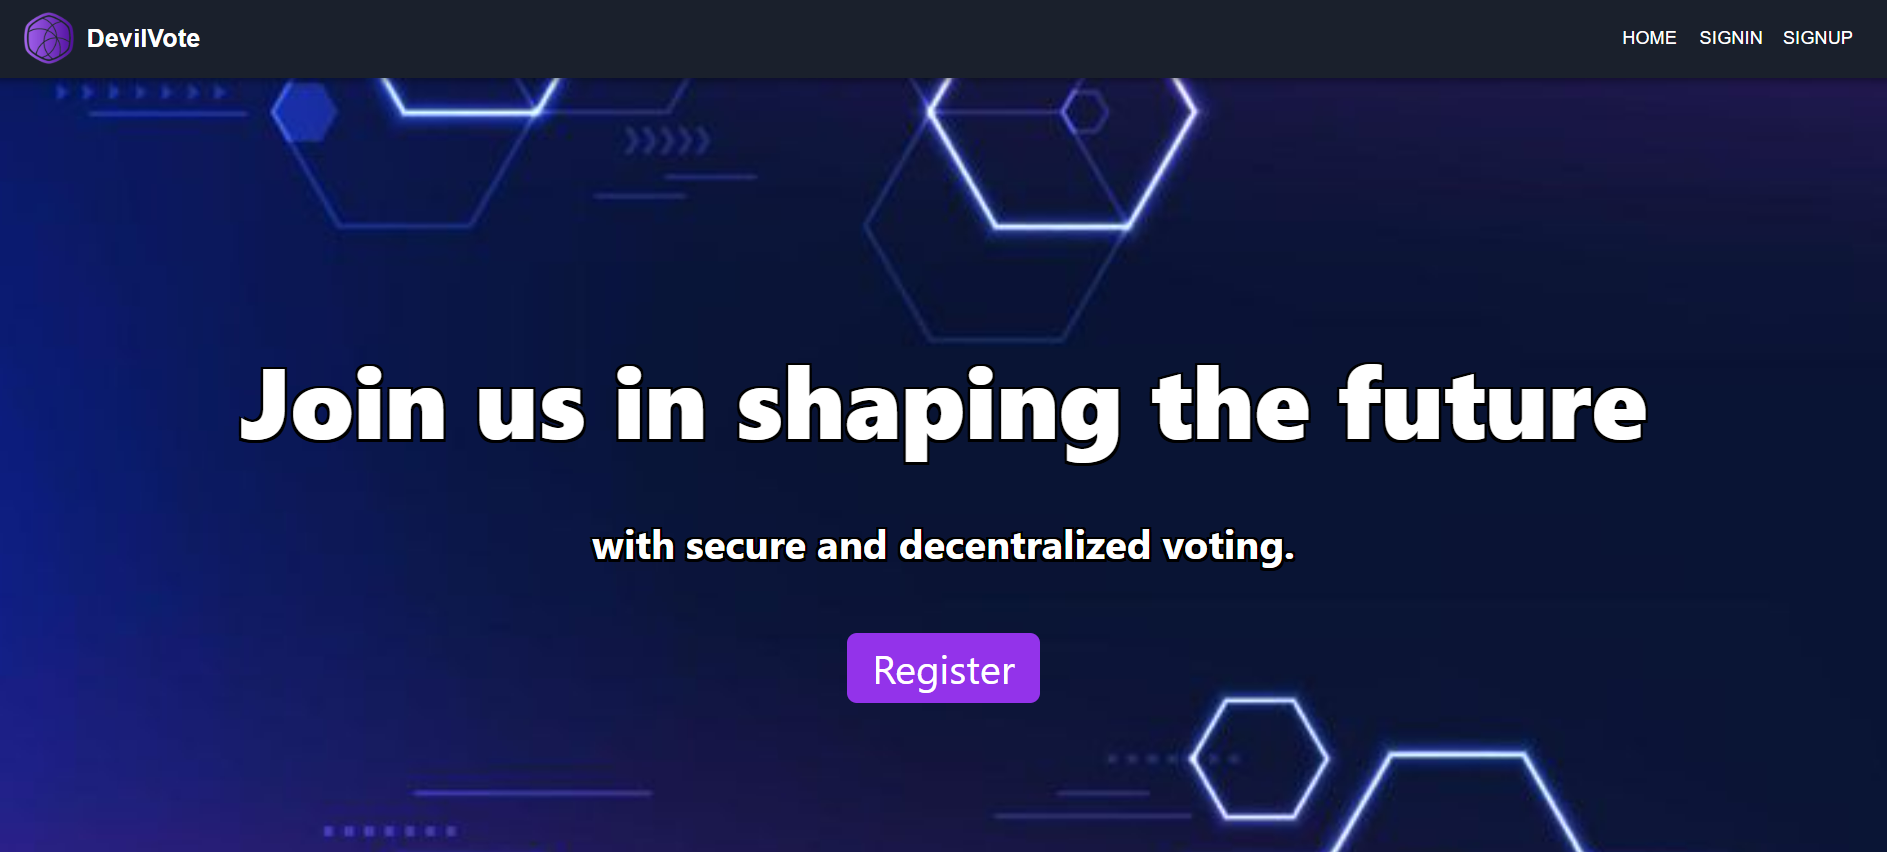 DevilVote
HOME SIGNIN SIGNUP
Join us in shaping the future
with secure and decentralized voting.
Register